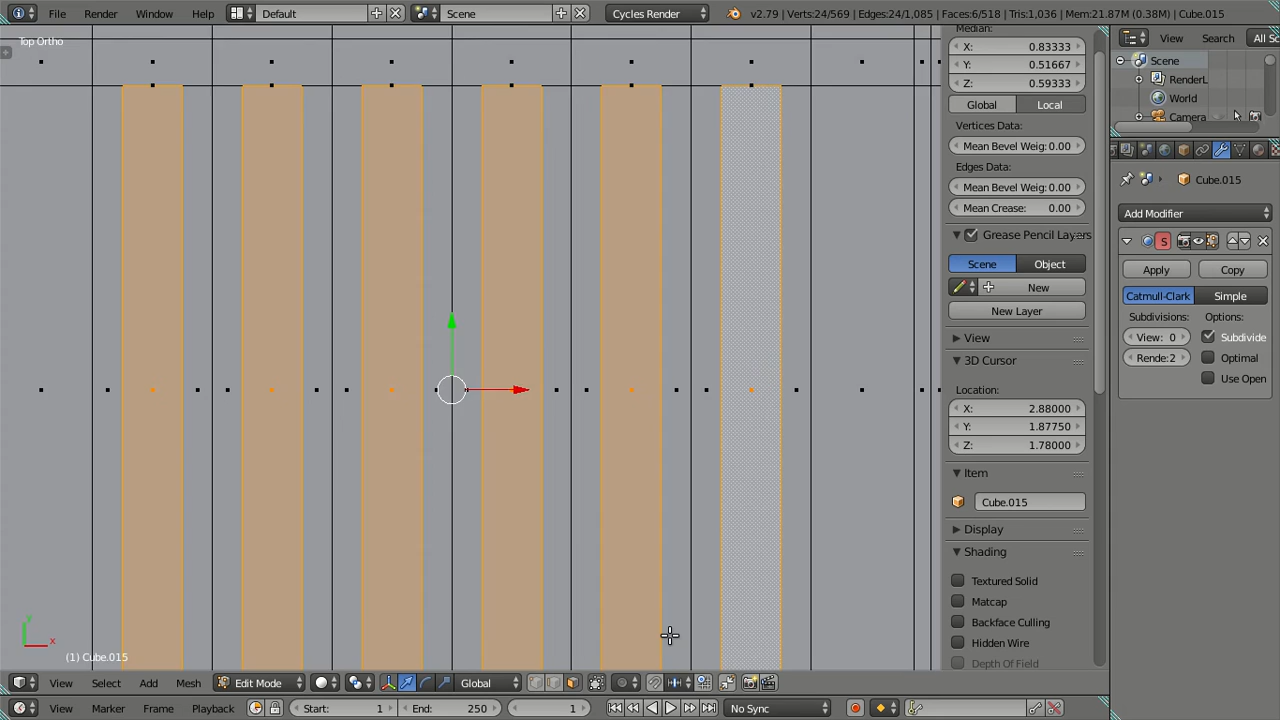 File Render Window Help Default Scene Cycles Render v2.79 | Verts:24/569 | Edges:24/1,085 | Faces:6/518 | Tris:1,036 | Mem:21.87M (0.38M) | Cube.015
Top Ortho
Median:
X: 0.83333
Y: 0.51667
Z: 0.59333
Global Local
Vertices Data:
Mean Bevel Weig: 0.00
Edges Data:
Mean Bevel Weig: 0.00
Mean Crease: 0.00
Grease Pencil Layers
Scene Object
New
New Layer
View
3D Cursor
Location:
X: 2.88000
Y: 1.87750
Z: 1.78000
Item
Cube.015
Display
Shading
Textured Solid
Matcap
Backface Culling
Hidden Wire
Depth Of Field
View Search All Sc
Scene
RenderL
World
Camera
Cube.015
Add Modifier
S
Apply Copy
Catmull-Clark Simple
Subdivisions: Options:
View: 0 Subdivide
Rende: 2 Optimal
Use Open
y
x
(1) Cube.015
View Select Add Mesh Edit Mode Global
View Marker Frame Playback Start: 1 End: 250 1 No Sync